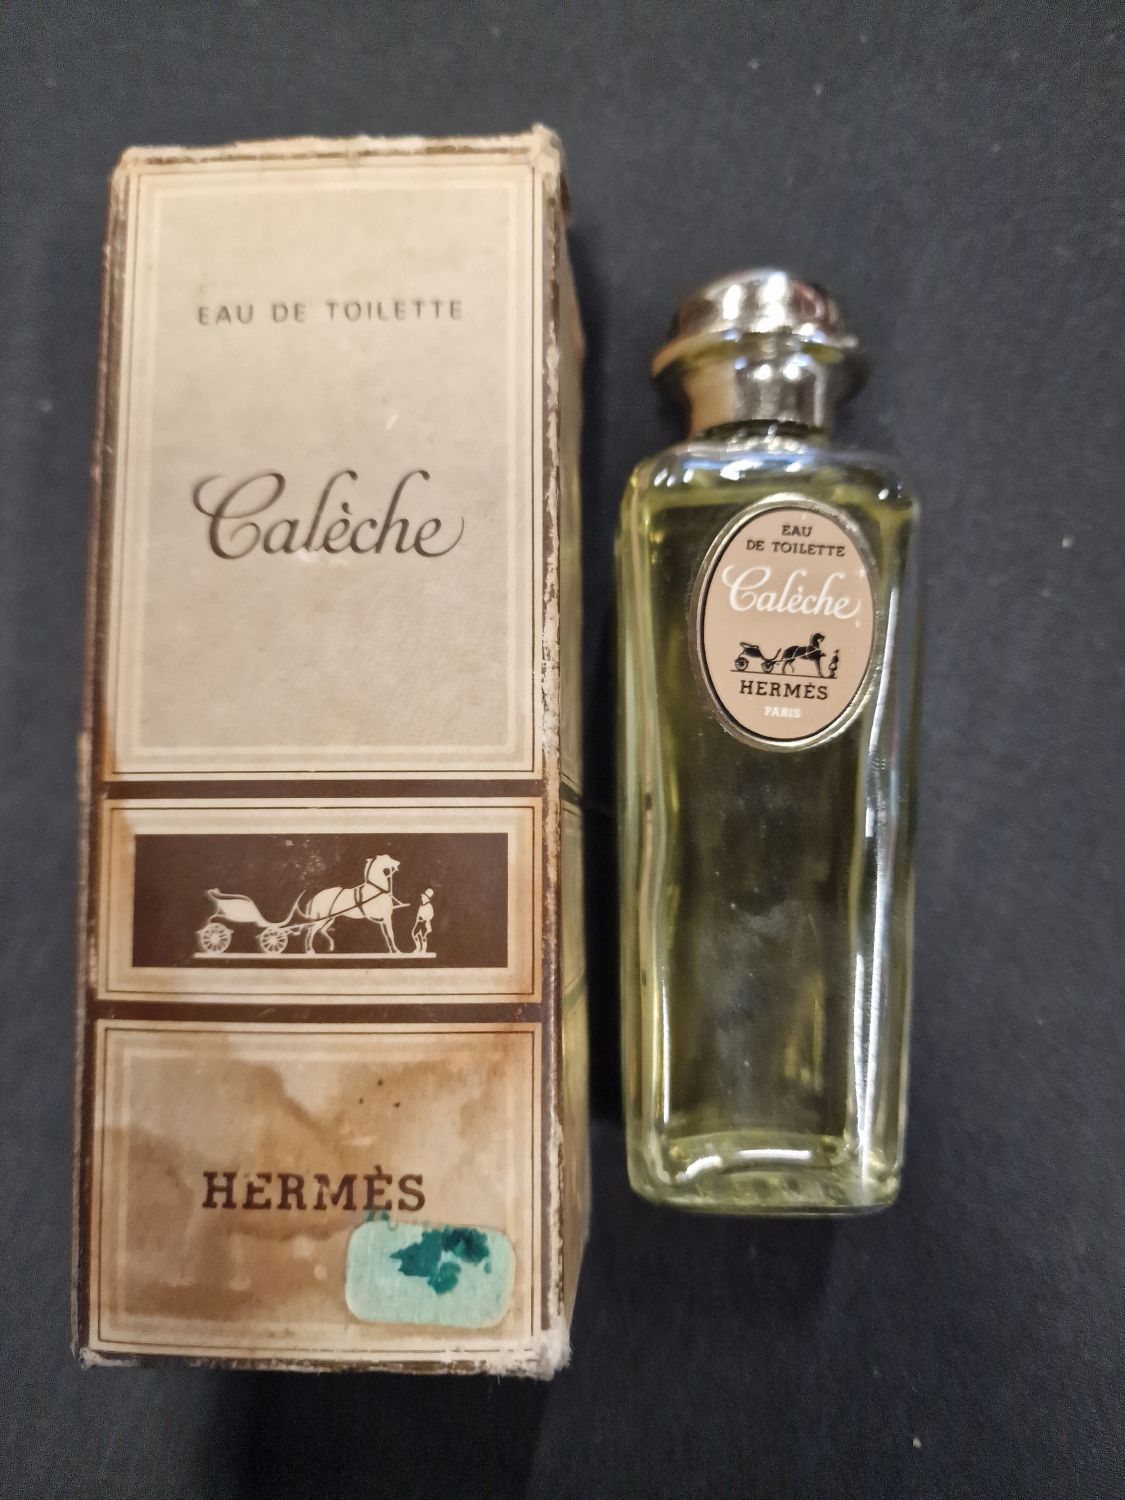 EAU DE TOILETTE
Calèche
HERMÈS
EAU
DE TOILETTE
Calèche
HERMÈS
PARIS